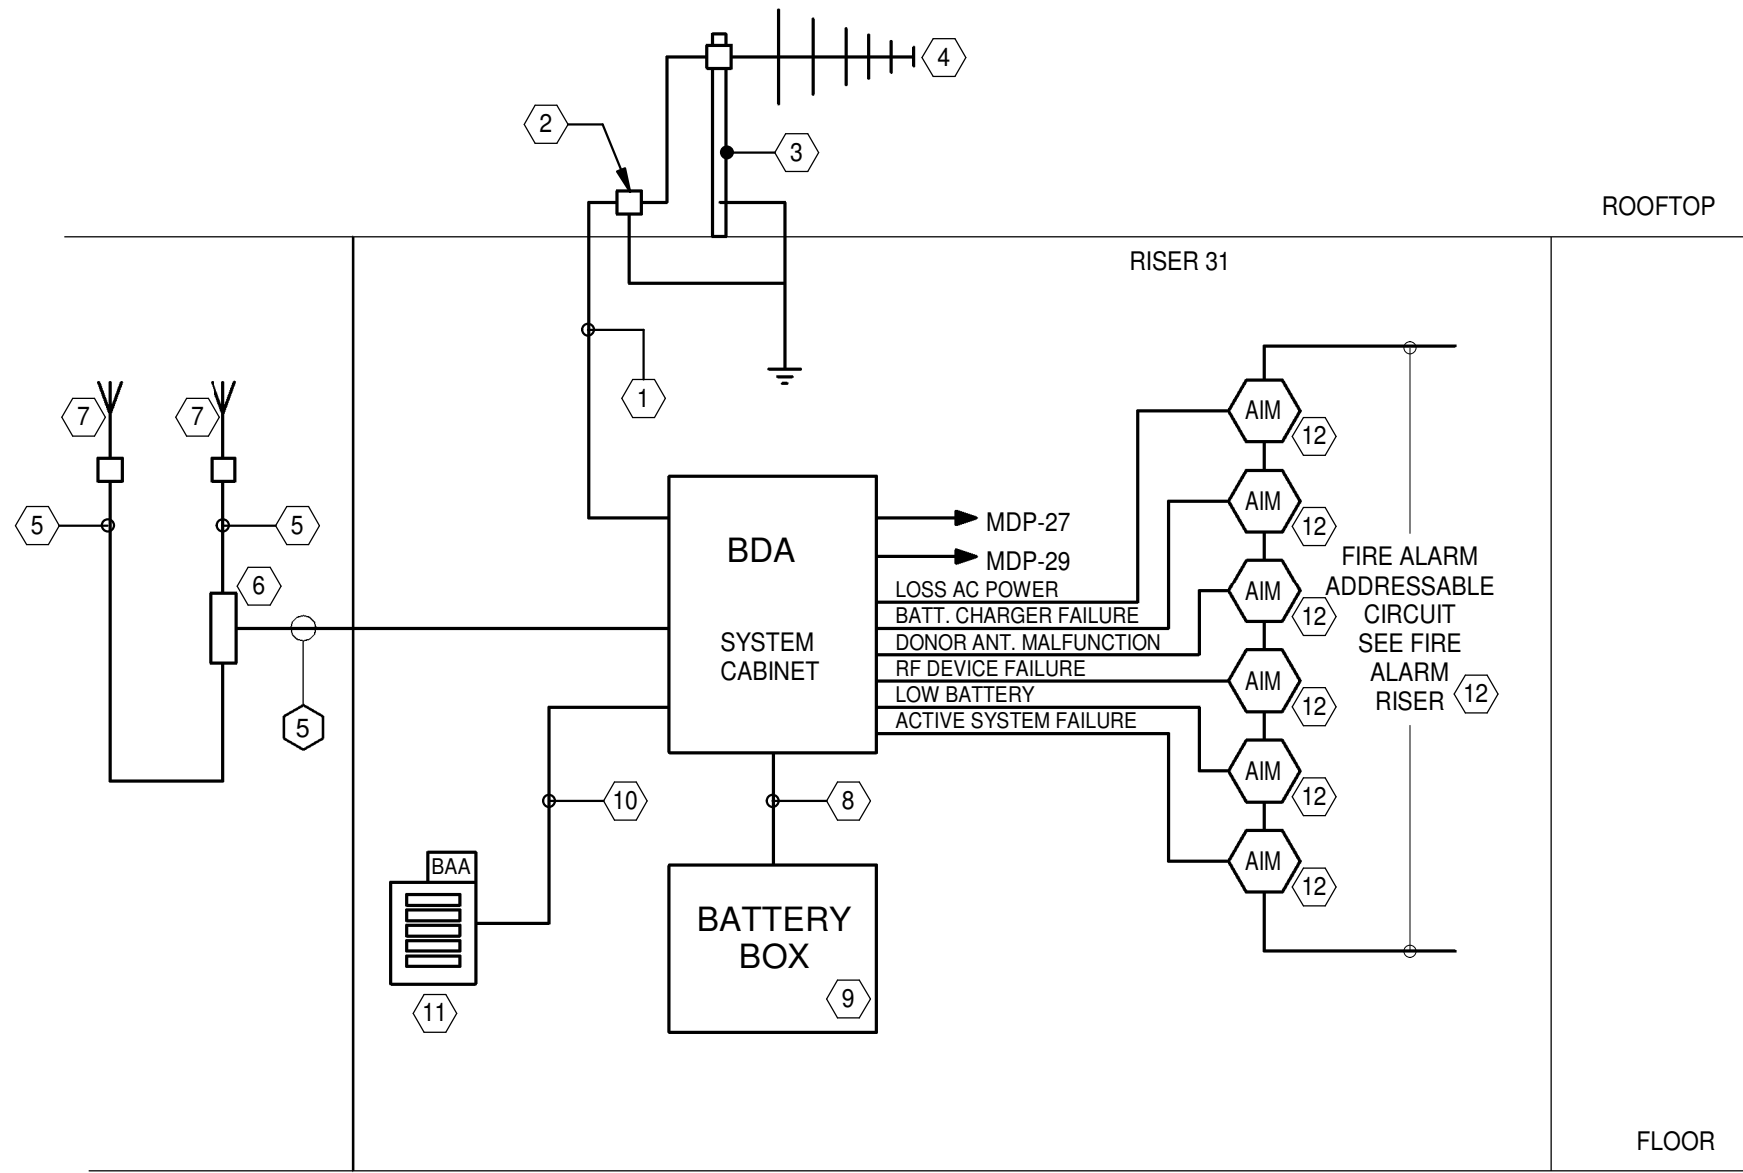 4
2
3
ROOFTOP
RISER 31
1
7
7
5
5
6
5
BDA
SYSTEM
CABINET
MDP-27
MDP-29
LOSS AC POWER
BATT. CHARGER FAILURE
DONOR ANT. MALFUNCTION
RF DEVICE FAILURE
LOW BATTERY
ACTIVE SYSTEM FAILURE
AIM
12
AIM
12
AIM
12
AIM
12
AIM
12
AIM
12
FIRE ALARM
ADDRESSABLE
CIRCUIT
SEE FIRE
ALARM
RISER
12
10
8
BAA
11
BATTERY
BOX
9
FLOOR